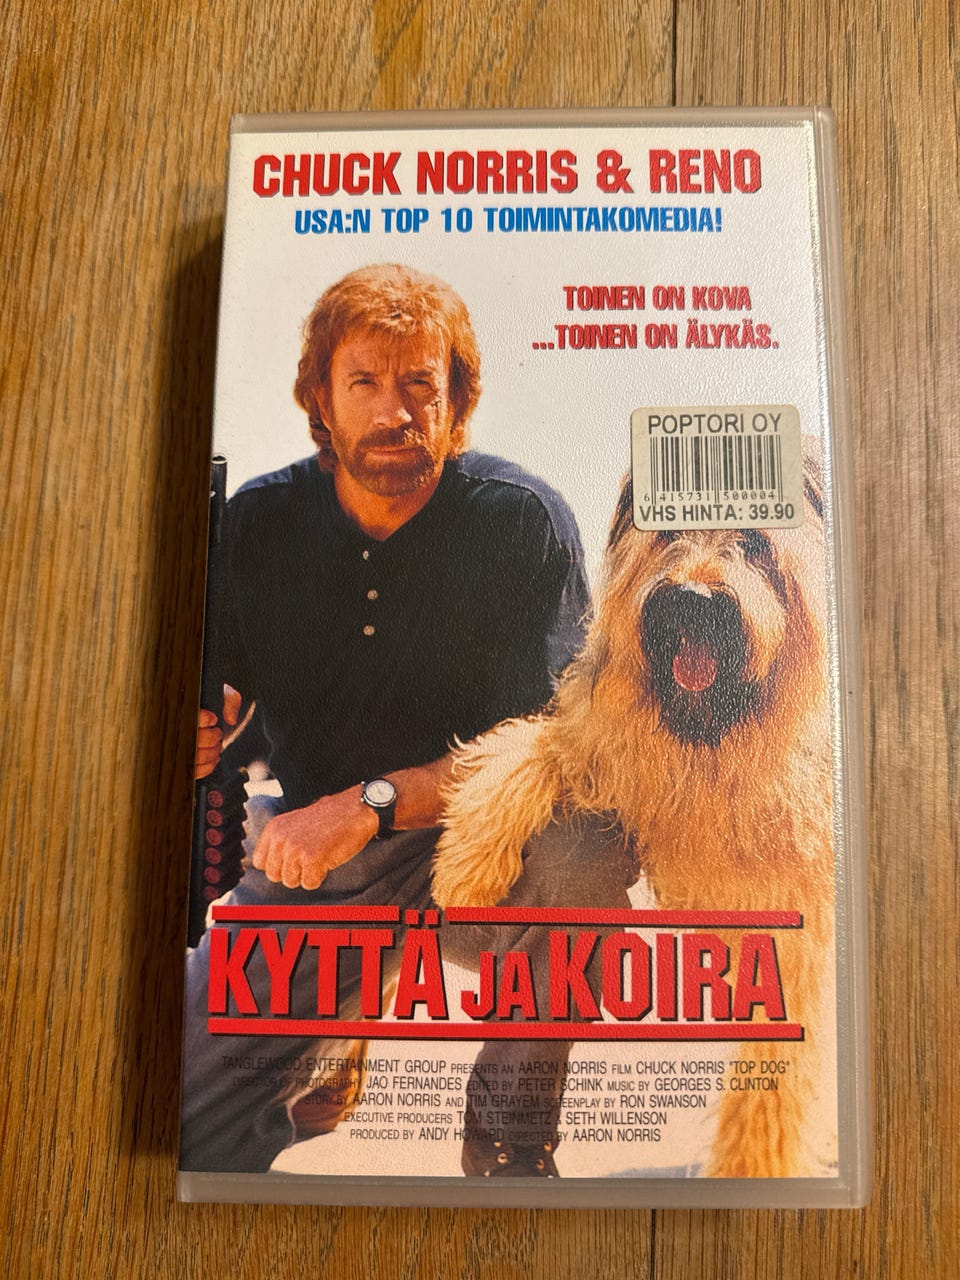 CHUCK NORRIS & RENO
USA:N TOP 10 TOIMINTAKOMEDIA!
TOINEN ON KOVA
...TOINEN ON ÄLYKÄS.
POPTORI OY
6 415731 500004
VHS HINTA: 39.90
KYTTÄ JA KOIRA
TANGLEWOOD ENTERTAINMENT GROUP PRESENTS AN AARON NORRIS FILM CHUCK NORRIS "TOP DOG"
DIRECTOR OF PHOTOGRAPHY JAO FERNANDES EDITED BY PETER SCHINK MUSIC BY GEORGES S. CLINTON
STORY BY AARON NORRIS AND TIM GRAYEM SCREENPLAY BY RON SWANSON
EXECUTIVE PRODUCERS TOM STEINMETZ & SETH WILLENSON
PRODUCED BY ANDY HOWARD DIRECTED BY AARON NORRIS